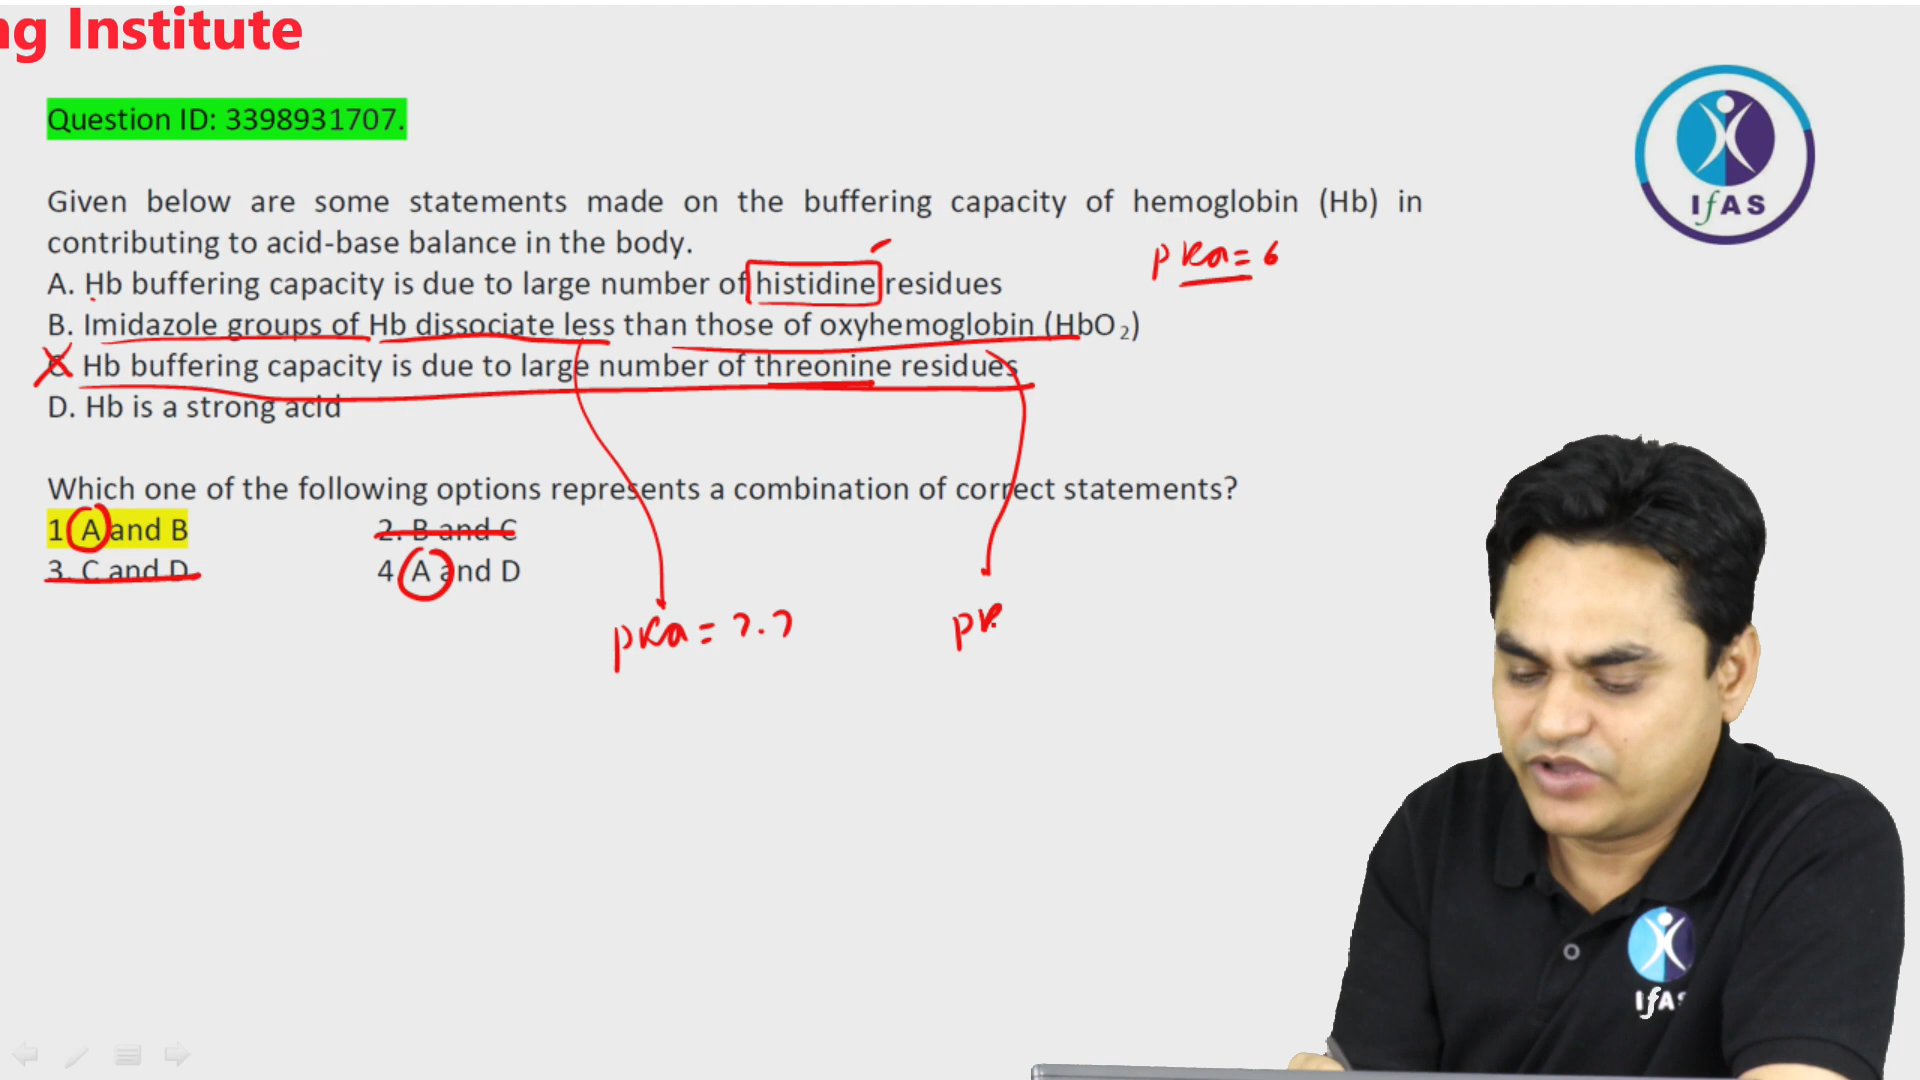 ng Institute
Question ID: 3398931707.
IfAS
Given below are some statements made on the buffering capacity of hemoglobin (Hb) in
contributing to acid-base balance in the body.
pka = 6
A. Hb buffering capacity is due to large number of histidine residues
B. Imidazole groups of Hb dissociate less than those of oxyhemoglobin (HbO2)
C. Hb buffering capacity is due to large number of threonine residues
D. Hb is a strong acid
Which one of the following options represents a combination of correct statements?
1. A and B 2. B and C
3. C and D 4. A and D
pKa = 7.7 pK
IfAS